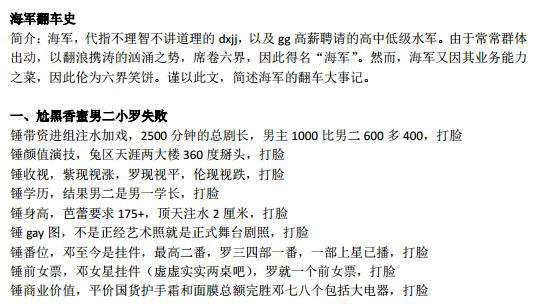 海军翻车史
简介：海军，代指不理智不讲道理的 dxjj，以及 gg 高薪聘请的高中低级水军。由于常常群体
出动，以翻浪携涛的汹涌之势，席卷六界，因此得名“海军”。然而，海军又因其业务能力
之菜，因此伦为六界笑饼。谨以此文，简述海军的翻车大事记。
一、尬黑香蜜男二小罗失败
锤带资进组注水加戏，2500 分钟的总剧长，男主 1000 比男二 600 多 400，打脸
锤颜值演技，兔区天涯两大楼 360 度掰头，打脸
锤收视，紫现视涨，罗现视平，伦现视跌，打脸
锤学历，结果男二是男一学长，打脸
锤身高，芭蕾要求 175+，顶天注水 2 厘米，打脸
锤 gay 图，不是正经艺术照就是正式舞台剧照，打脸
锤番位，邓至今是挂件，最高二番，罗三四部一番，一部上星已播，打脸
锤前女票，邓女星挂件（虚虚实实两桌吧），罗就一个前女票，打脸
锤商业价值，平价国货护手霜和面膜总额完胜邓七八个包括大电器，打脸